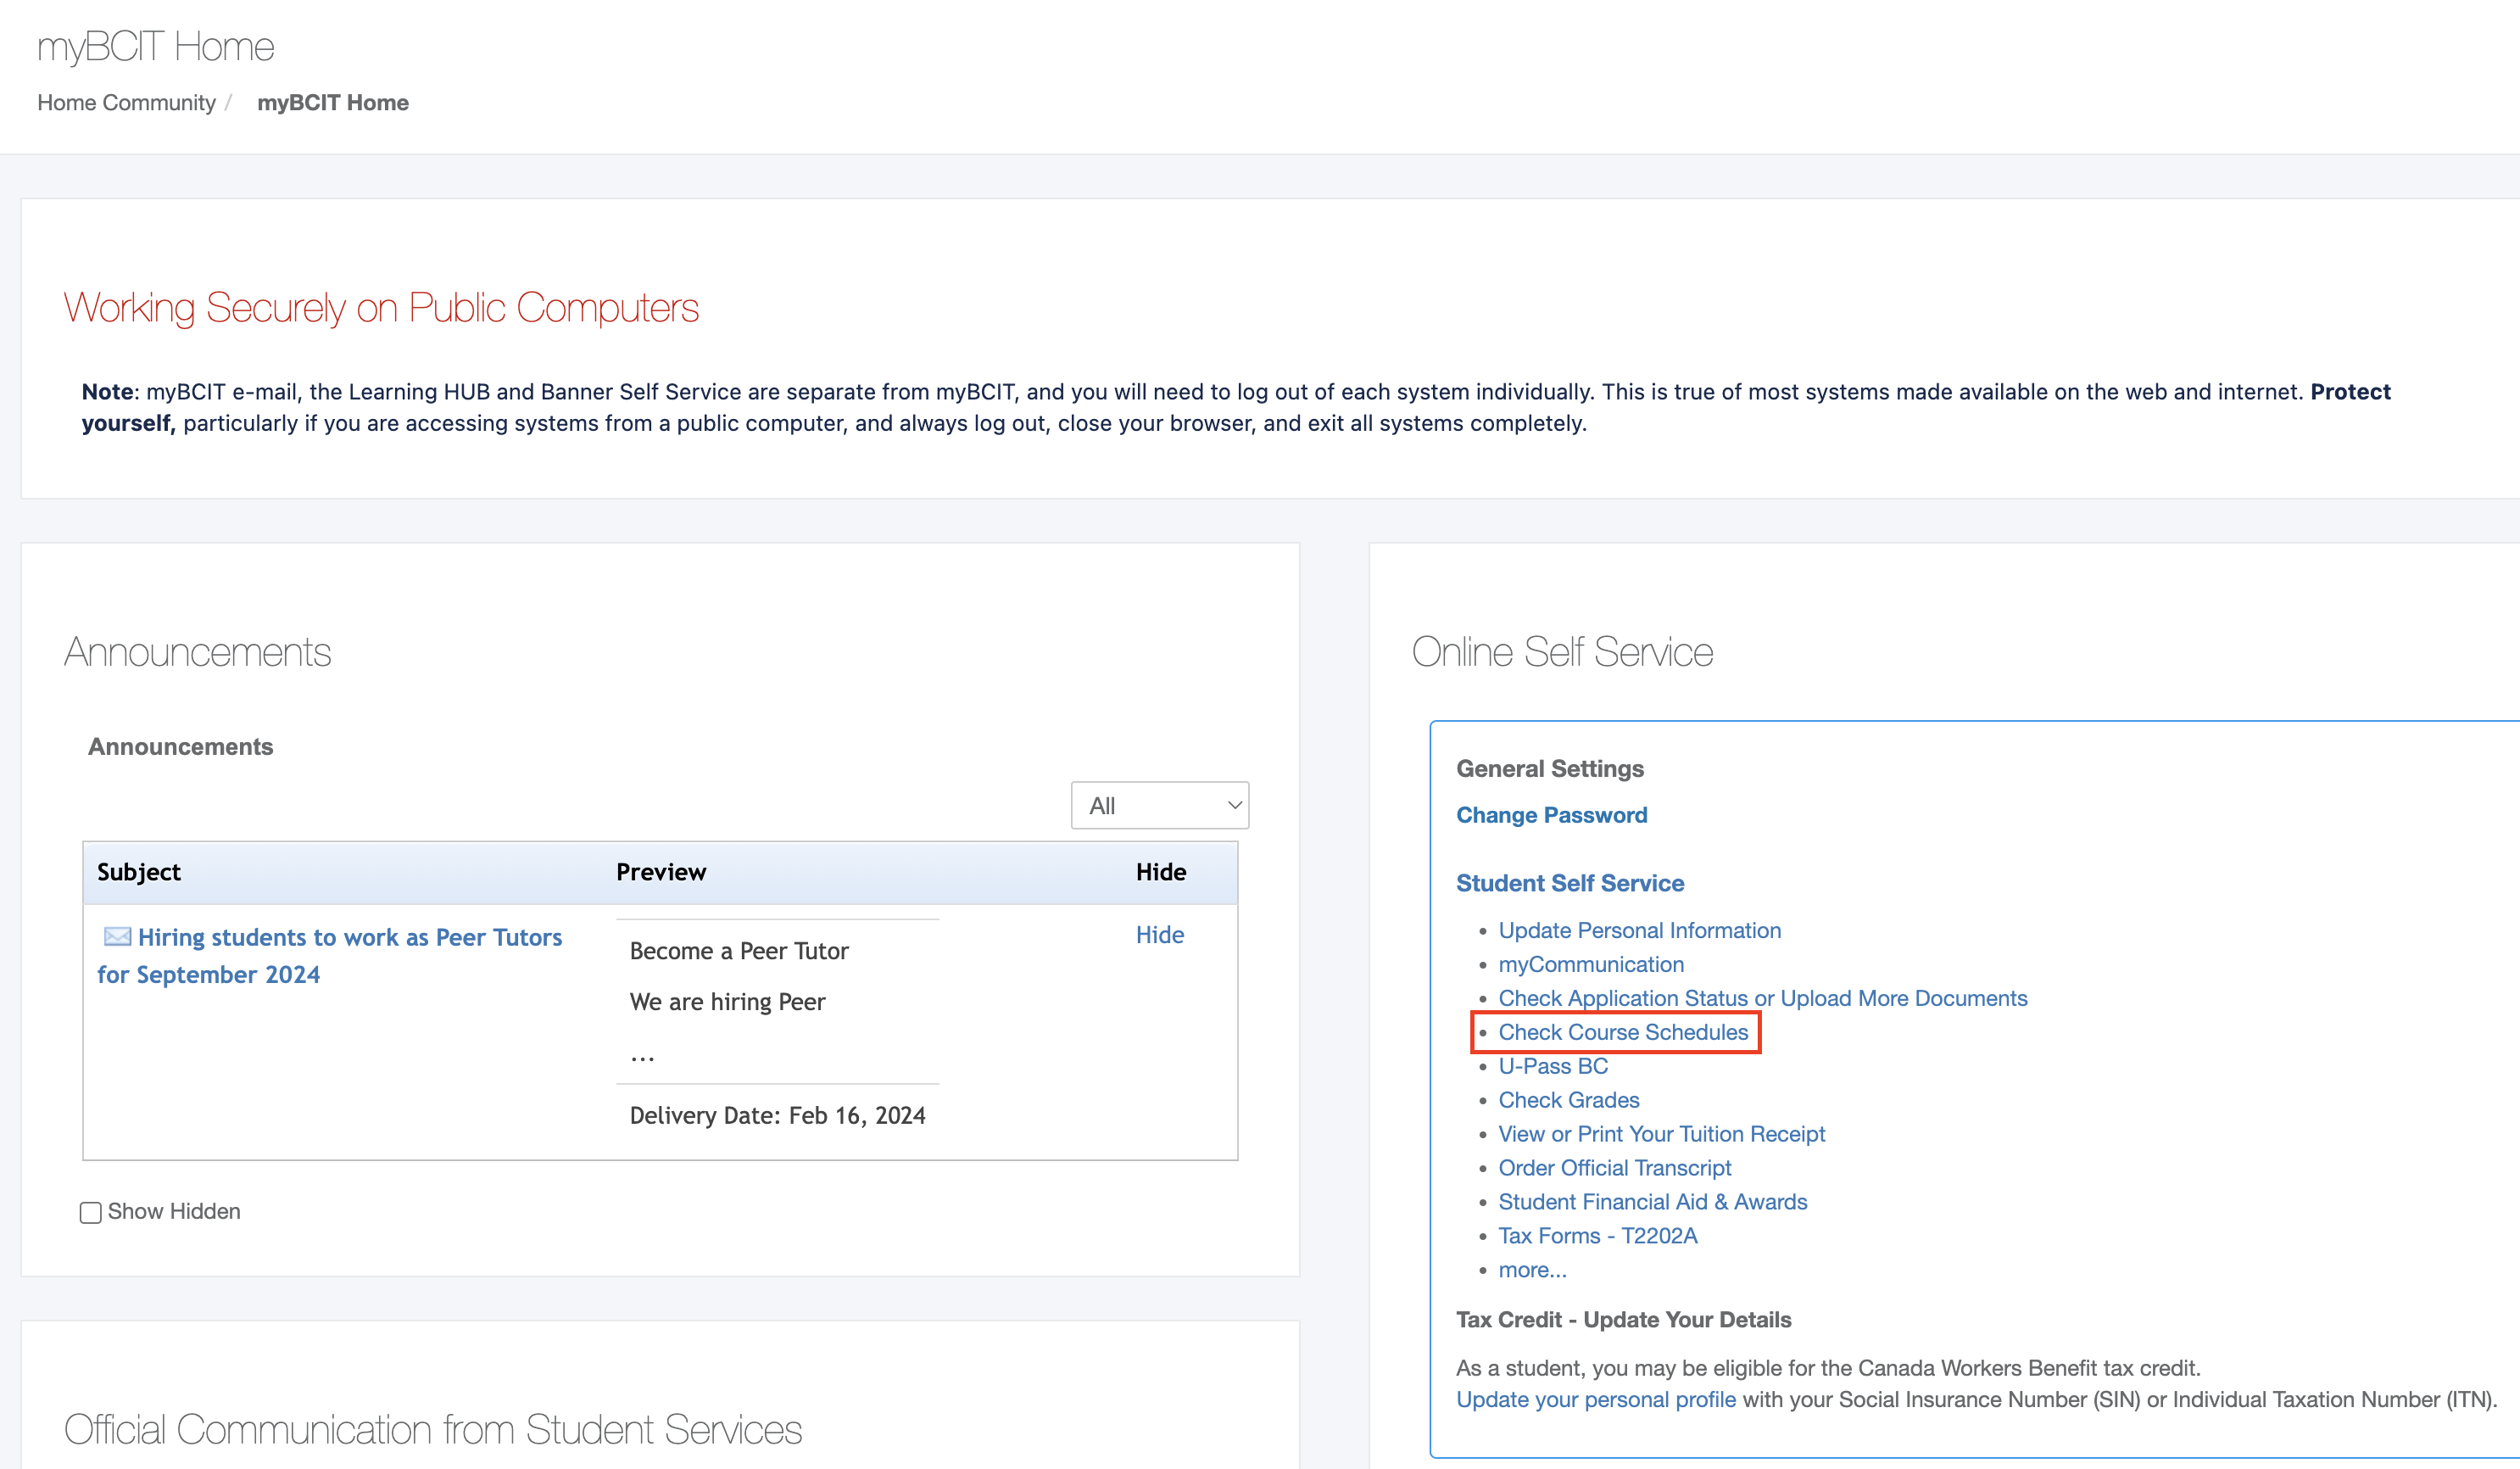 myBCIT Home
Home Community / myBCIT Home
Working Securely on Public Computers
Note: myBCIT e-mail, the Learning HUB and Banner Self Service are separate from myBCIT, and you will need to log out of each system individually. This is true of most systems made available on the web and internet. Protect
yourself, particularly if you are accessing systems from a public computer, and always log out, close your browser, and exit all systems completely.
Announcements
Announcements
All
Subject Preview Hide
Hiring students to work as Peer Tutors
for September 2024
Become a Peer Tutor
We are hiring Peer
...
Delivery Date: Feb 16, 2024
Hide
Show Hidden
Official Communication from Student Services
Online Self Service
General Settings
Change Password
Student Self Service
• Update Personal Information
• myCommunication
• Check Application Status or Upload More Documents
• Check Course Schedules
• U-Pass BC
• Check Grades
• View or Print Your Tuition Receipt
• Order Official Transcript
• Student Financial Aid & Awards
• Tax Forms - T2202A
• more...
Tax Credit - Update Your Details
As a student, you may be eligible for the Canada Workers Benefit tax credit.
Update your personal profile with your Social Insurance Number (SIN) or Individual Taxation Number (ITN).